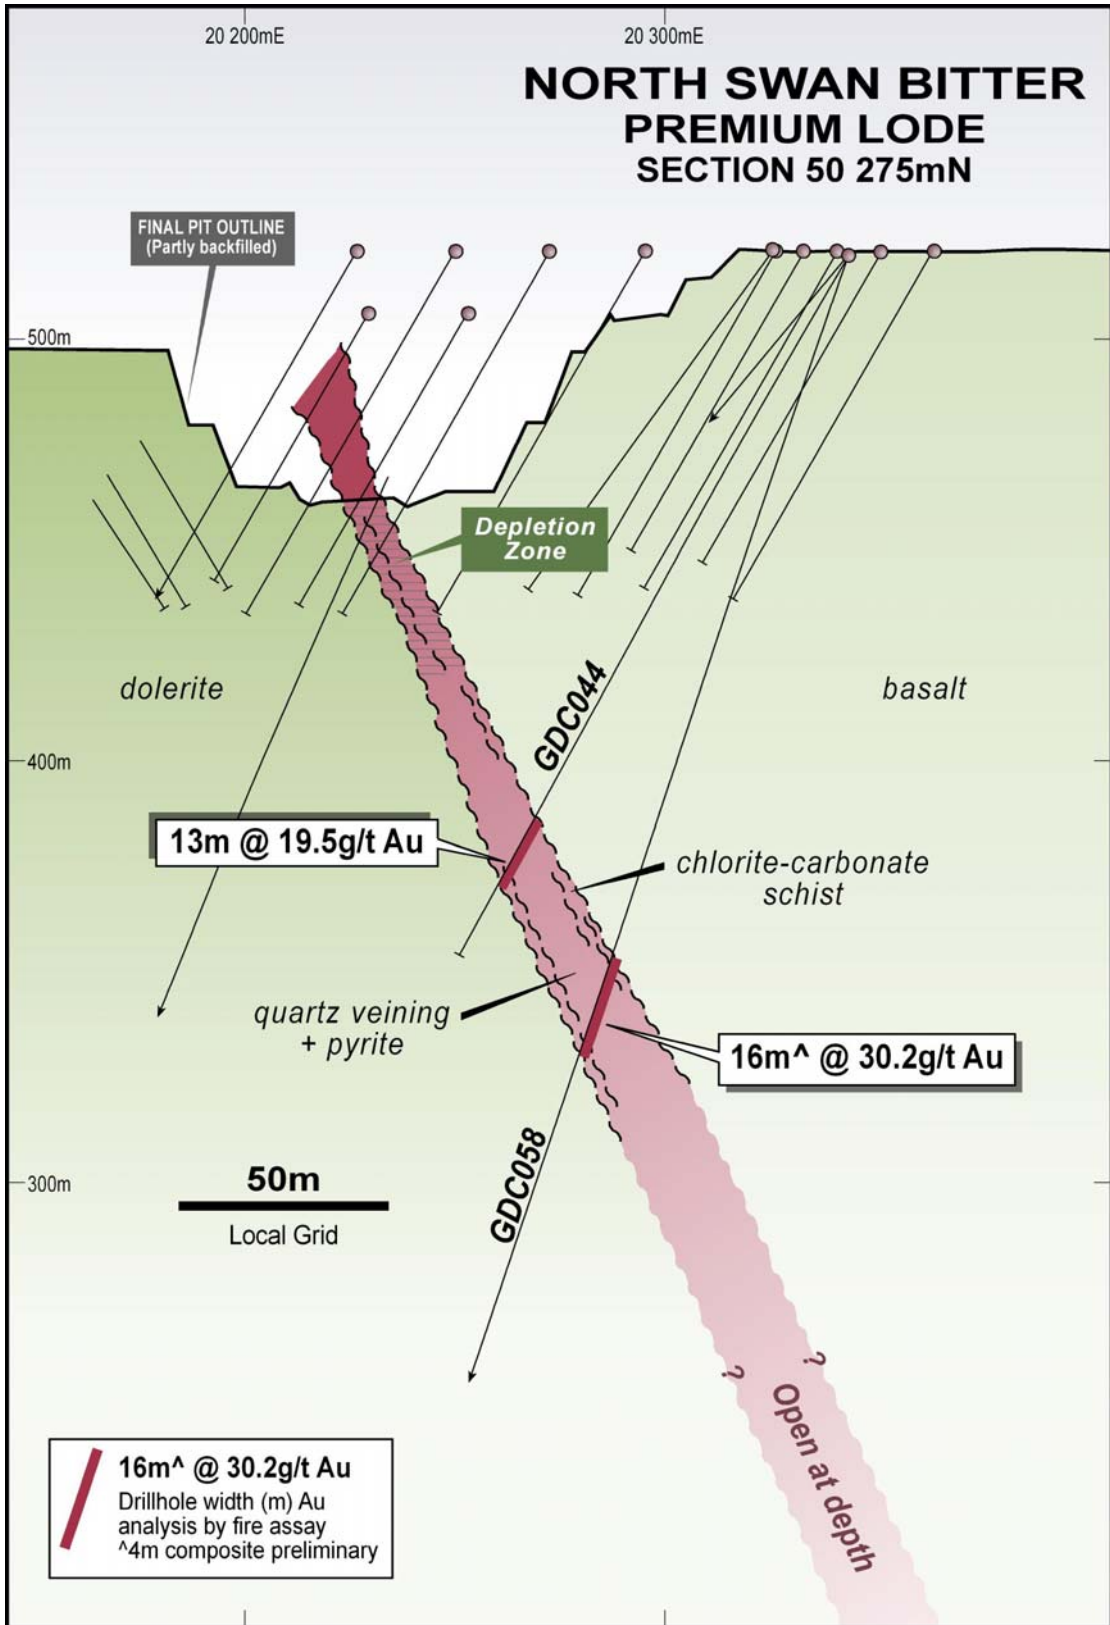 20 200mE
20 300mE
NORTH SWAN BITTER
PREMIUM LODE
SECTION 50 275mN
FINAL PIT OUTLINE
(Partly backfilled)
500m
Depletion
Zone
dolerite
basalt
GDC044
400m
13m @ 19.5g/t Au
chlorite-carbonate
schist
quartz veining
+ pyrite
16m^ @ 30.2g/t Au
GDC058
300m
50m
Local Grid
? ?
Open at depth
16m^ @ 30.2g/t Au
Drillhole width (m) Au
analysis by fire assay
^4m composite preliminary